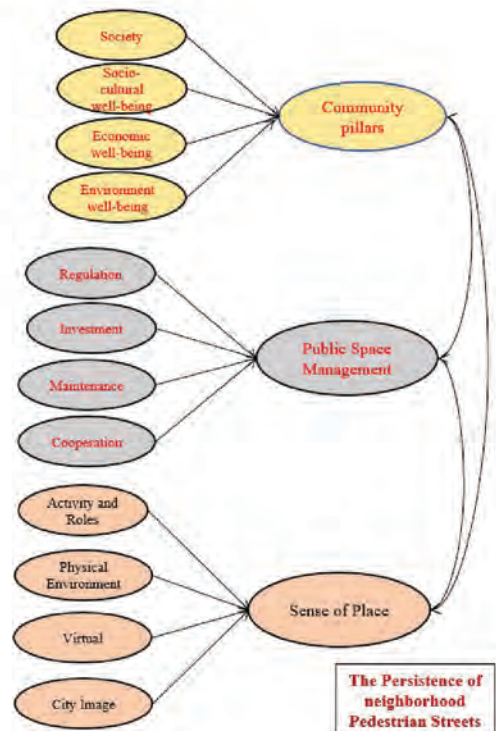 Society
Socio-
cultural
well-being
Economic
well-being
Environment
well-being
Community
pillars
Regulation
Investment
Maintenance
Cooperation
Public Space
Management
Activity and
Roles
Physical
Environment
Virtual
City Image
Sense of Place
The Persistence of
neighborhood
Pedestrian Streets